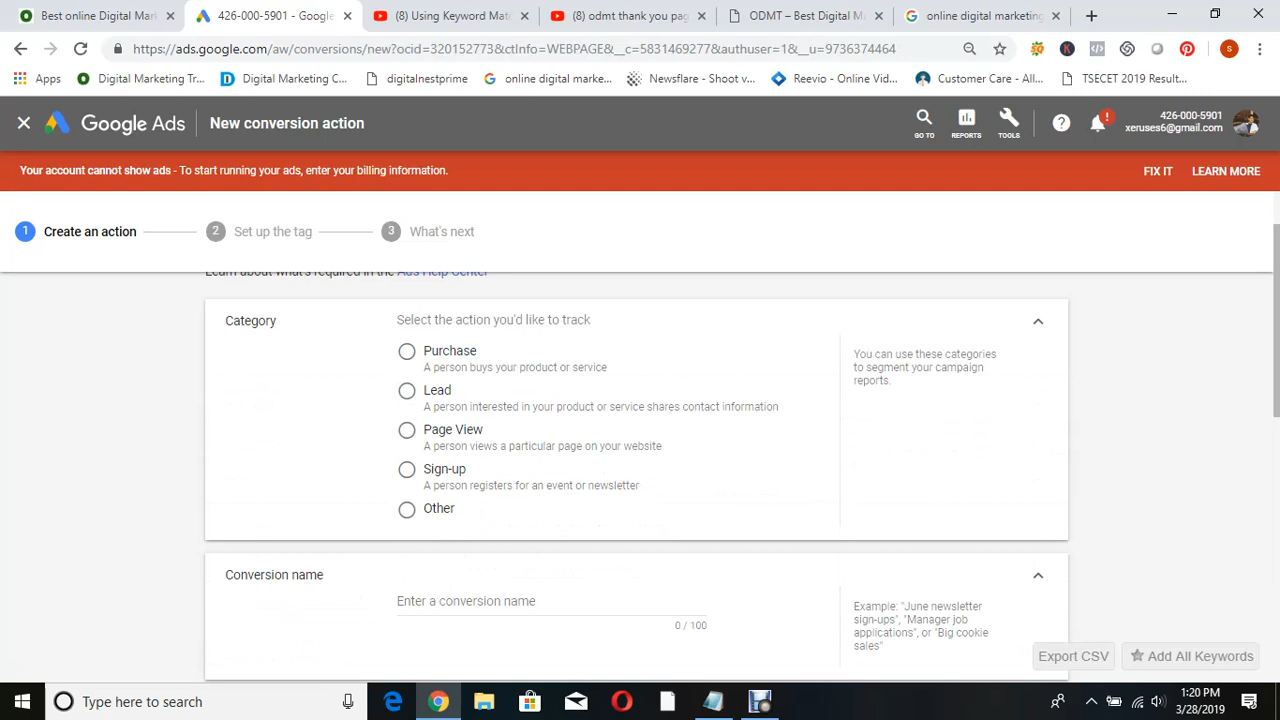 Best online Digital Mar
426-000-5901 - Google
(8) Using Keyword Matc
(8) odmt thank you pag
ODMT – Best Digital M
online digital marketing
https://ads.google.com/aw/conversions/new?ocid=320152773&ctInfo=WEBPAGE&__c=5831469277&authuser=1&__u=9736374464
S
Apps
Digital Marketing Tr...
Digital Marketing C...
digitalnestprime
online digital marke...
Newsflare - Shoot v...
Reevio - Online Vid...
Customer Care - All...
TSECET 2019 Result...
Google Ads
New conversion action
GO TO
REPORTS
TOOLS
426-000-5901
xeruses6@gmail.com
Your account cannot show ads - To start running your ads, enter your billing information.
FIX IT
LEARN MORE
1 Create an action
2 Set up the tag
3 What's next
Learn about what's required in the Ads Help Center
Category
Select the action you'd like to track
Purchase
A person buys your product or service
Lead
A person interested in your product or service shares contact information
Page View
A person views a particular page on your website
Sign-up
A person registers for an event or newsletter
Other
You can use these categories
to segment your campaign
reports.
Conversion name
Enter a conversion name
0 / 100
Example: "June newsletter
sign-ups", "Manager job
applications", or "Big cookie
sales"
Export CSV
Add All Keywords
Type here to search
1:20 PM
3/28/2019